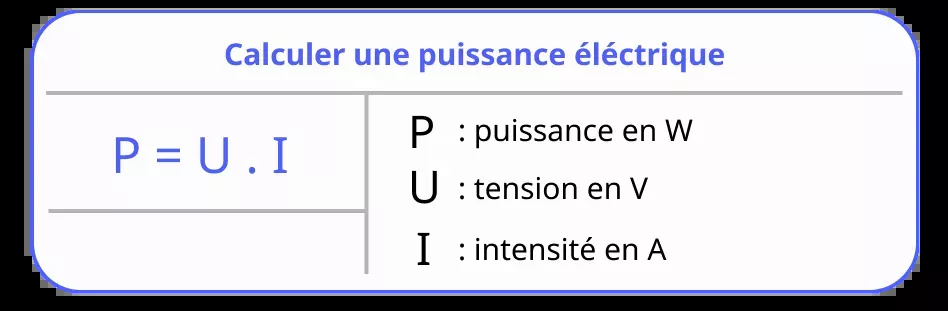 Calculer une puissance éléctrique
P = U . I
P : puissance en W
U : tension en V
I : intensité en A